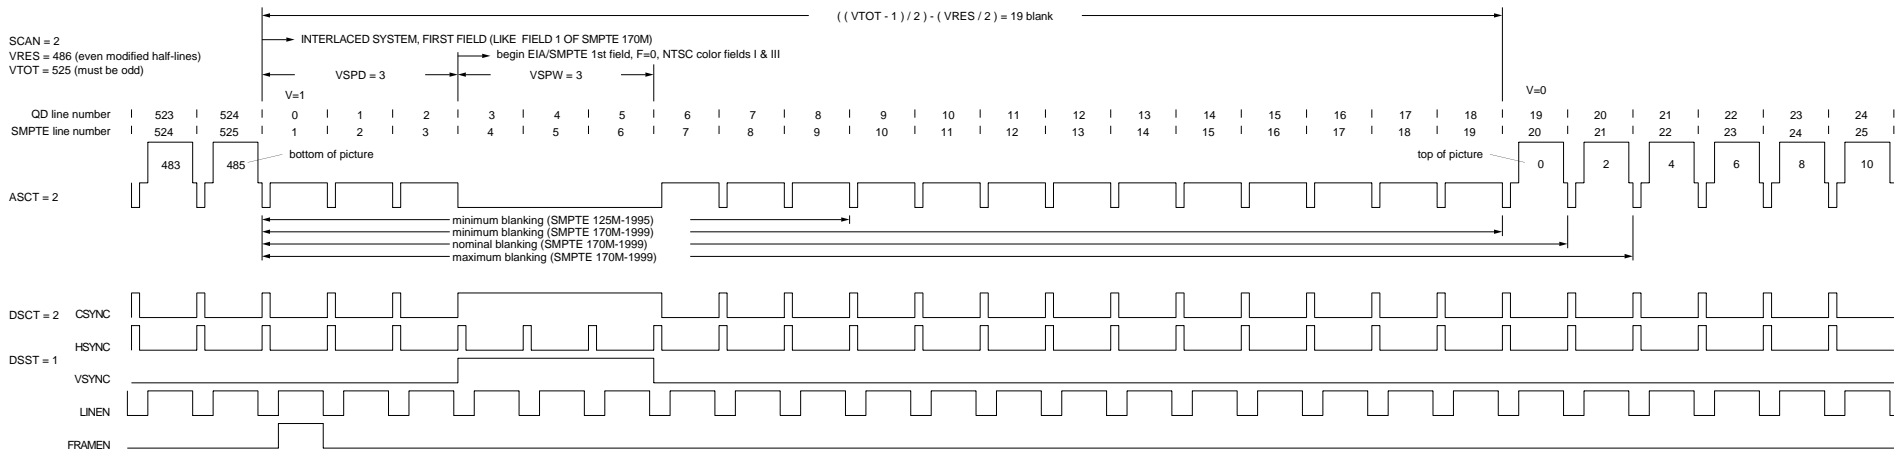 ( ( VTOT - 1 ) / 2 ) - ( VRES / 2 ) = 19 blank
SCAN = 2
VRES = 486 (even modified half-lines)
VTOT = 525 (must be odd)
INTERLACED SYSTEM, FIRST FIELD (LIKE FIELD 1 OF SMPTE 170M)
begin EIA/SMPTE 1st field, F=0, NTSC color fields I & III
VSPD = 3
VSPW = 3
V=1
V=0
QD line number 523 524 0 1 2 3 4 5 6 7 8 9 10 11 12 13 14 15 16 17 18 19 20 21 22 23 24
SMPTE line number 524 525 1 2 3 4 5 6 7 8 9 10 11 12 13 14 15 16 17 18 19 20 21 22 23 24 25
bottom of picture
top of picture
483 485 0 2 4 6 8 10
ASCT = 2
minimum blanking (SMPTE 125M-1995)
minimum blanking (SMPTE 170M-1999)
nominal blanking (SMPTE 170M-1999)
maximum blanking (SMPTE 170M-1999)
DSCT = 2 CSYNC
HSYNC
DSST = 1
VSYNC
LINEN
FRAMEN